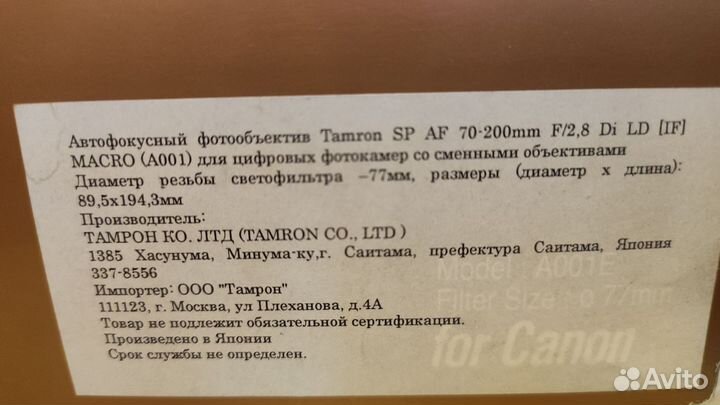 Автофокусный фотообъектив Tamron SP AF 70-200mm F/2,8 Di LD [IF]
MACRO (A001) для цифровых фотокамер со сменными объективами
Диаметр резьбы светофильтра –77мм, размеры (диаметр х длина):
89,5x194,3мм
Производитель:
ТАМРОН КО. ЛТД (TAMRON CO., LTD )
1385 Хасунума, Минума-ку,г. Саитама, префектура Саитама, Япония
337-8556
Импортер: ООО "Тамрон"
111123, г. Москва, ул Плеханова, д.4А
Товар не подлежит обязательной сертификации.
Произведено в Японии
Срок службы не определен.
Model A001E
Filter Size : 77mm
for Canon
Avito